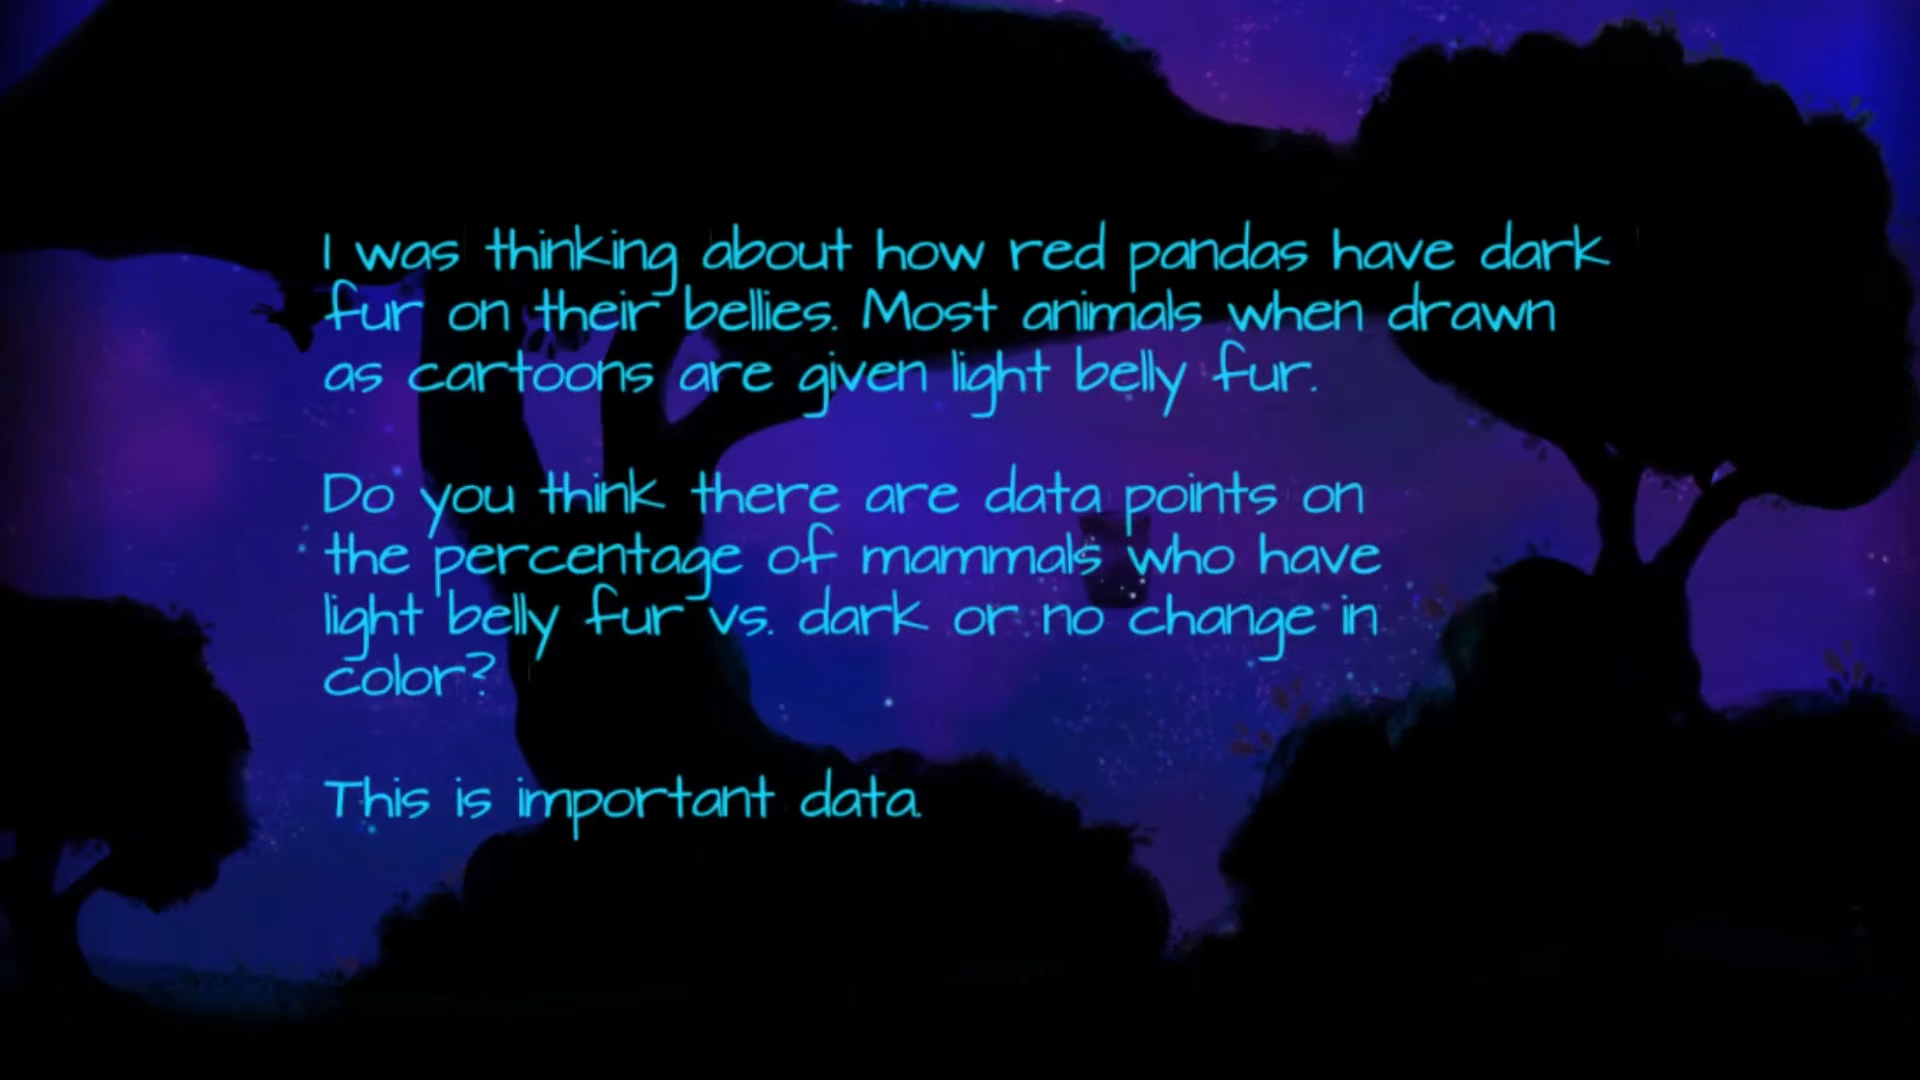 I was thinking about how red pandas have dark
fur on their bellies. Most animals when drawn
as cartoons are given light belly fur.
Do you think there are data points on
the percentage of mammals who have
light belly fur vs. dark or no change in
color?
This is important data.